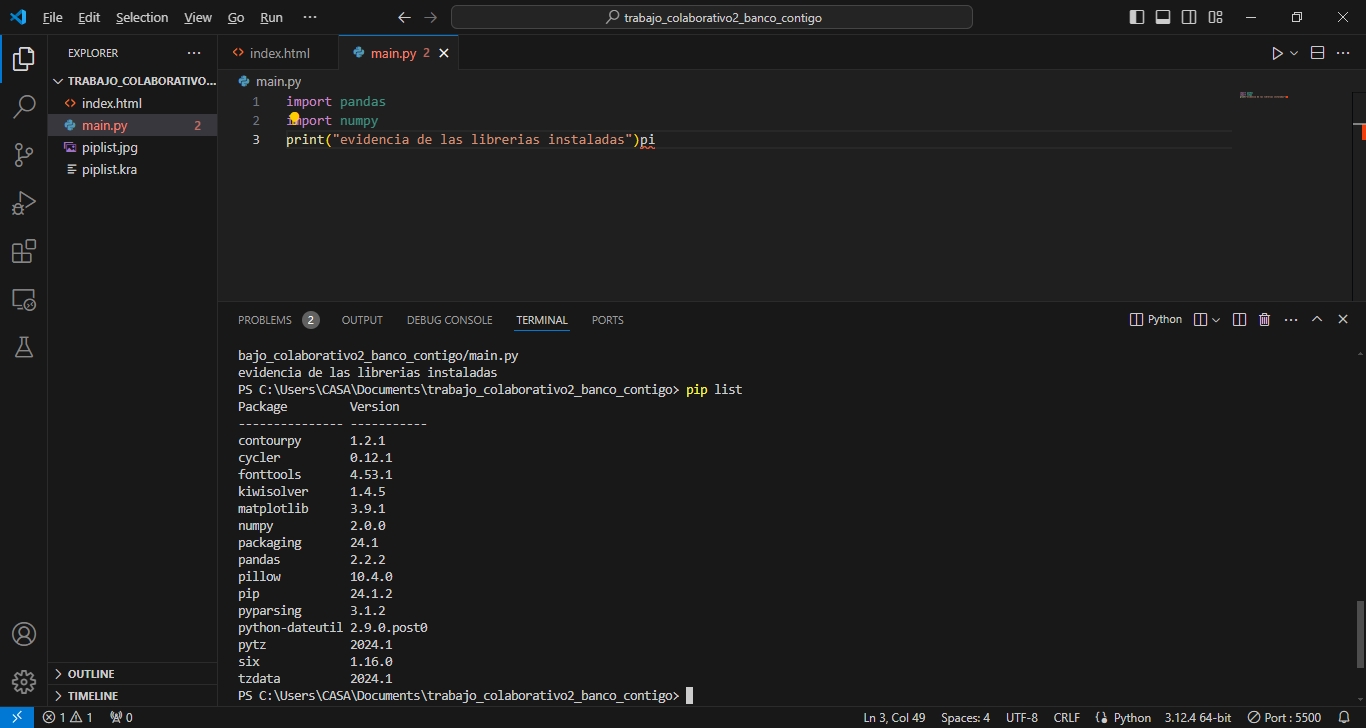 File Edit Selection View Go Run ··· trabajo_colaborativo2_banco_contigo
EXPLORER ···
TRABAJO_COLABORATIVO...
index.html
main.py 2
piplist.jpg
piplist.kra
OUTLINE
TIMELINE
index.html main.py 2
main.py
1 import pandas
2 import numpy
3 print("evidencia de las librerias instaladas")pi
PROBLEMS 2 OUTPUT DEBUG CONSOLE TERMINAL PORTS Python
bajo_colaborativo2_banco_contigo/main.py
evidencia de las librerias instaladas
PS C:\Users\CASA\Documents\trabajo_colaborativo2_banco_contigo> pip list
Package Version
--------------- -----------
contourpy 1.2.1
cycler 0.12.1
fonttools 4.53.1
kiwisolver 1.4.5
matplotlib 3.9.1
numpy 2.0.0
packaging 24.1
pandas 2.2.2
pillow 10.4.0
pip 24.1.2
pyparsing 3.1.2
python-dateutil 2.9.0.post0
pytz 2024.1
six 1.16.0
tzdata 2024.1
PS C:\Users\CASA\Documents\trabajo_colaborativo2_banco_contigo>
1 1 0 Ln 3, Col 49 Spaces: 4 UTF-8 CRLF Python 3.12.4 64-bit Port : 5500